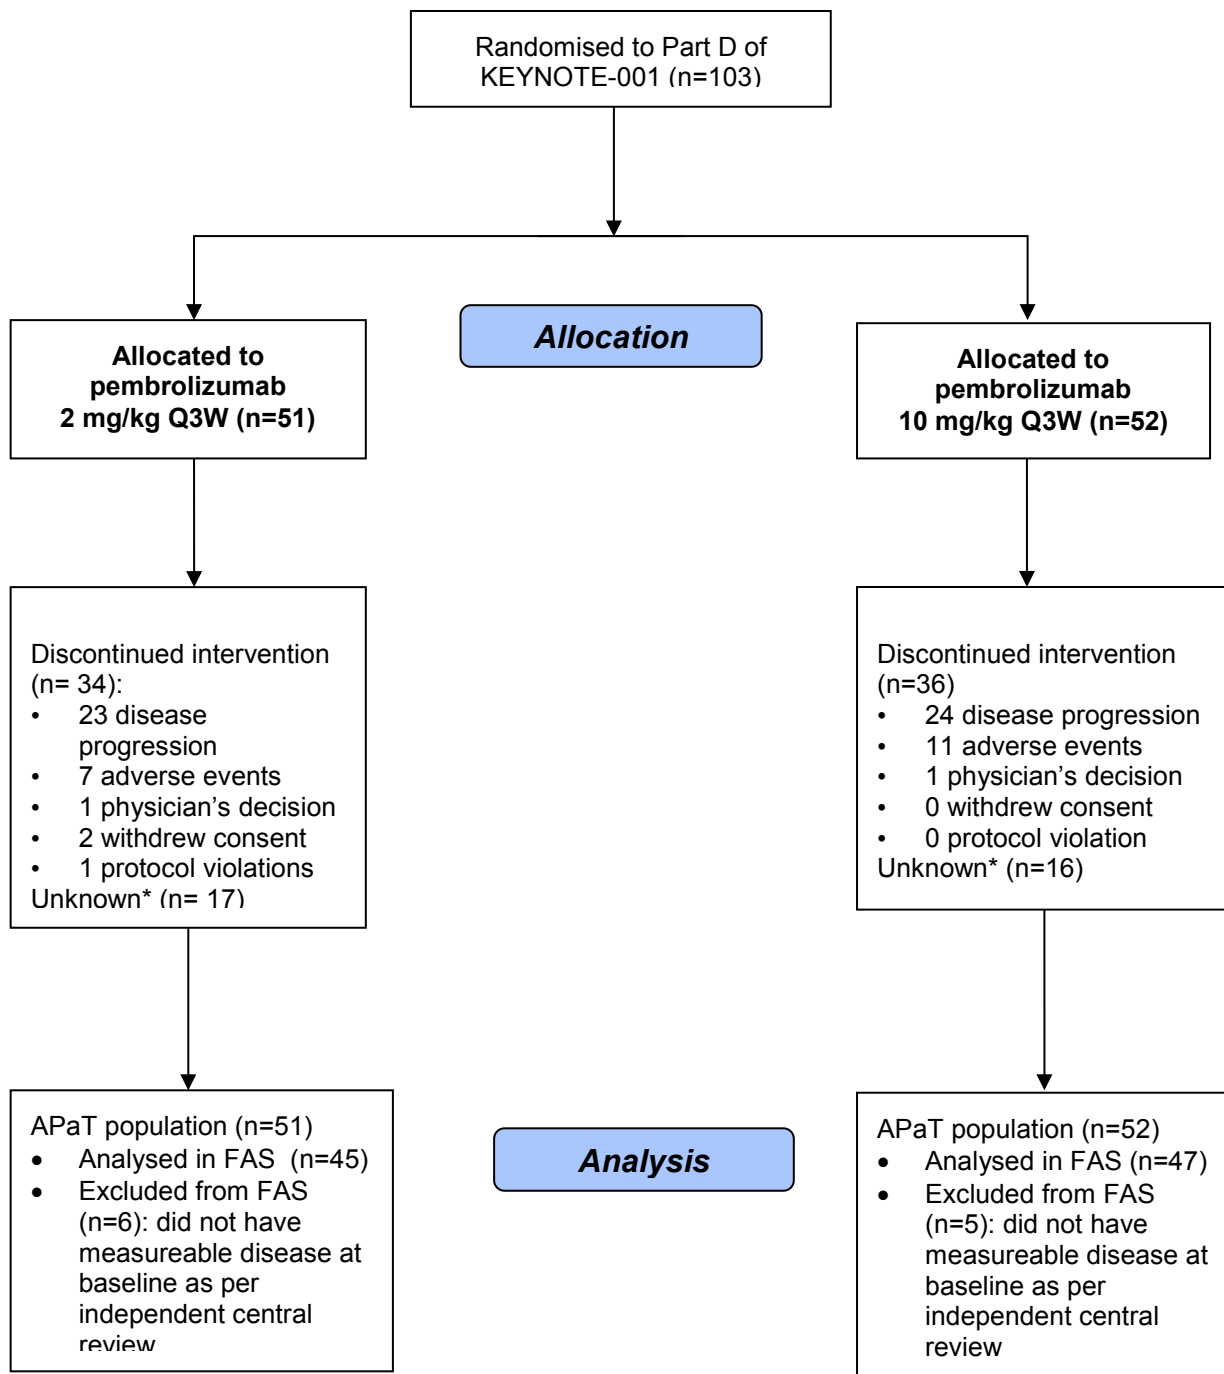 Randomised to Part D of
KEYNOTE-001 (n=103)
Allocation
Allocated to
pembrolizumab
2 mg/kg Q3W (n=51)
Allocated to
pembrolizumab
10 mg/kg Q3W (n=52)
Discontinued intervention
(n= 34):
• 23 disease
progression
• 7 adverse events
• 1 physician’s decision
• 2 withdrew consent
• 1 protocol violations
Unknown* (n= 17)
Discontinued intervention
(n=36)
• 24 disease progression
• 11 adverse events
• 1 physician’s decision
• 0 withdrew consent
• 0 protocol violation
Unknown* (n=16)
APaT population (n=51)
• Analysed in FAS (n=45)
• Excluded from FAS
(n=6): did not have
measureable disease at
baseline as per
independent central
review
Analysis
APaT population (n=52)
• Analysed in FAS (n=47)
• Excluded from FAS
(n=5): did not have
measureable disease at
baseline as per
independent central
review